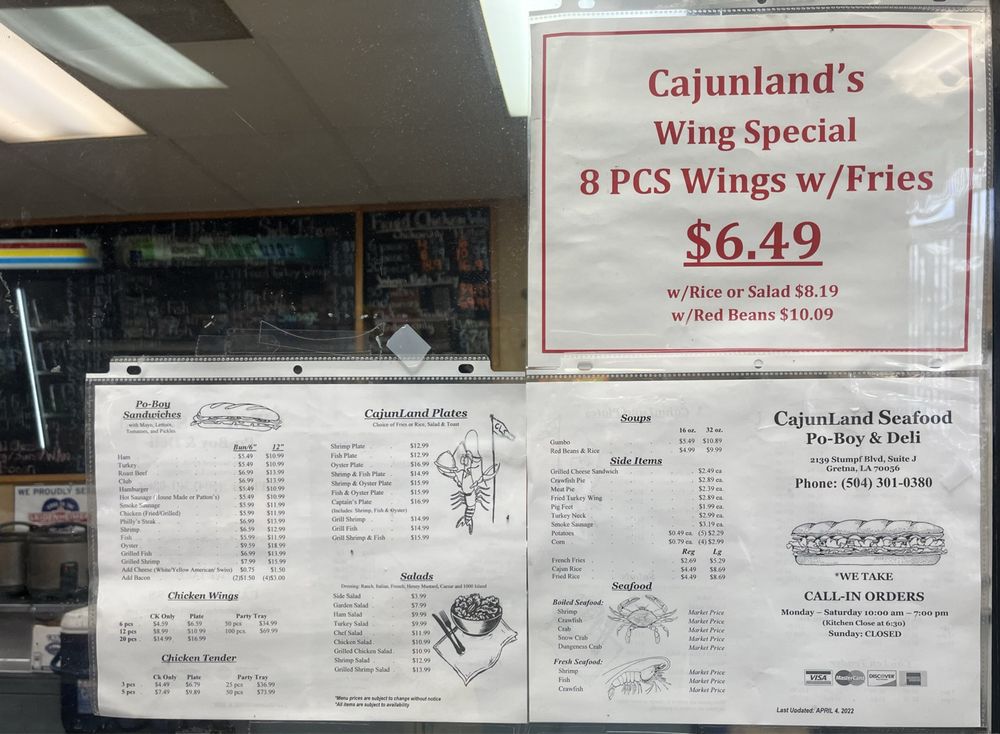 Cajunland's
Wing Special
8 PCS Wings w/Fries
$6.49
w/Rice or Salad $8.19
w/Red Beans $10.09
WE PROUDLY
Po-Boy
Sandwiches
with Mayo, Lettuce,
Tomatoes, and Pickles
Bun/6" 12"
Ham $5.49 $10.99
Turkey $5.49 $10.99
Roast Beef $6.99 $13.99
Club $6.99 $13.99
Hamburger $5.49 $10.99
Hot Sausage (House Made or Patton's) $5.49 $10.99
Smoke Sausage $5.99 $11.99
Chicken (Fried/Grilled) $5.99 $11.99
Philly's Steak $6.99 $13.99
Shrimp $6.59 $12.99
Fish $5.99 $11.99
Oyster $9.59 $18.99
Grilled Fish $6.99 $13.99
Grilled Shrimp $7.99 $15.99
Add Cheese (White/Yellow American/ Swiss) $0.75 $1.50
Add Bacon (2)$1.50 (4)$3.00
Chicken Wings
CK Only Plate Party Tray
6 pcs $4.59 $6.59 50 pcs $34.99
12 pcs $8.99 $10.99 100 pcs $69.99
20 pcs $14.99 $16.99
Chicken Tender
Ck Only Plate Party Tray
3 pcs $4.49 $6.79 25 pcs $36.99
5 pcs $7.49 $9.89 50 pcs $73.99
CajunLand Plates
Choice of Fries or Rice, Salad & Toast
CLS
Shrimp Plate $12.99
Fish Plate $12.99
Oyster Plate $16.99
Shrimp & Fish Plate $14.99
Shrimp & Oyster Plate $15.99
Fish & Oyster Plate $15.99
Captain's Plate $16.99
(Includes: Shrimp, Fish & Oyster)
Grill Shrimp $14.99
Grill Fish $14.99
Grill Shrimp & Fish $15.99
Salads
Dressing: Ranch, Italian, French, Honey Mustard, Caesar and 1000 Island
Side Salad $3.99
Garden Salad $7.99
Ham Salad $9.99
Turkey Salad $9.99
Chef Salad $11.99
Chicken Salad $10.99
Grilled Chicken Salad $10.99
Shrimp Salad $12.99
Grilled Shrimp Salad $13.99
*Menu prices are subject to change without notice
*All items are subject to availability
Soups
16 oz. 32 oz.
Gumbo $5.49 $10.89
Red Beans & Rice $4.99 $9.99
Side Items
Grilled Cheese Sandwich $2.49 ea
Crawfish Pie $2.89 ea.
Meat Pie $2.39 ea.
Fried Turkey Wing $2.89 ea.
Pig Feet $1.99 ea.
Turkey Neck $2.99 ea.
Smoke Sausage $3.19 ea.
Potatoes $0.49 ea. (5) $2.29
Corn $0.79 ea. (4) $2.99
Reg Lg
French Fries $2.69 $5.29
Cajun Rice $4.49 $8.69
Fried Rice $4.49 $8.69
Seafood
Boiled Seafood:
Shrimp Market Price
Crawfish Market Price
Crab Market Price
Snow Crab Market Price
Dungeness Crab Market Price
Fresh Seafood:
Shrimp Market Price
Fish Market Price
Crawfish Market Price
CajunLand Seafood
Po-Boy & Deli
2139 Stumpf Blvd, Suite J
Gretna, LA 70056
Phone: (504) 301-0380
*WE TAKE
CALL-IN ORDERS
Monday – Saturday 10:00 am – 7:00 pm
(Kitchen Close at 6:30)
Sunday: CLOSED
VISA MasterCard DISCOVER
Last Updated: APRIL 4, 2022